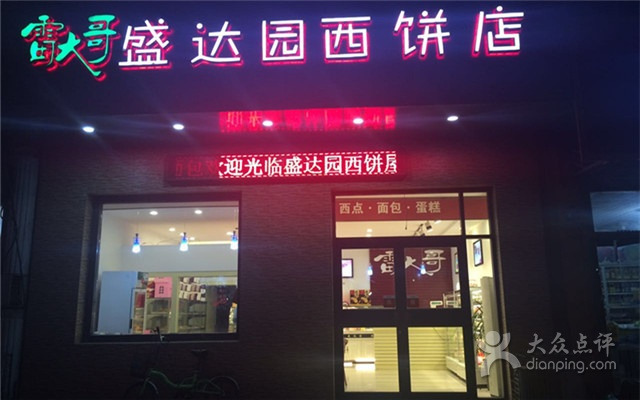 雷大哥盛达园西饼店
迎光临盛达园西饼店
西点·面包·蛋糕
雷大哥
大众点评
dianping.com